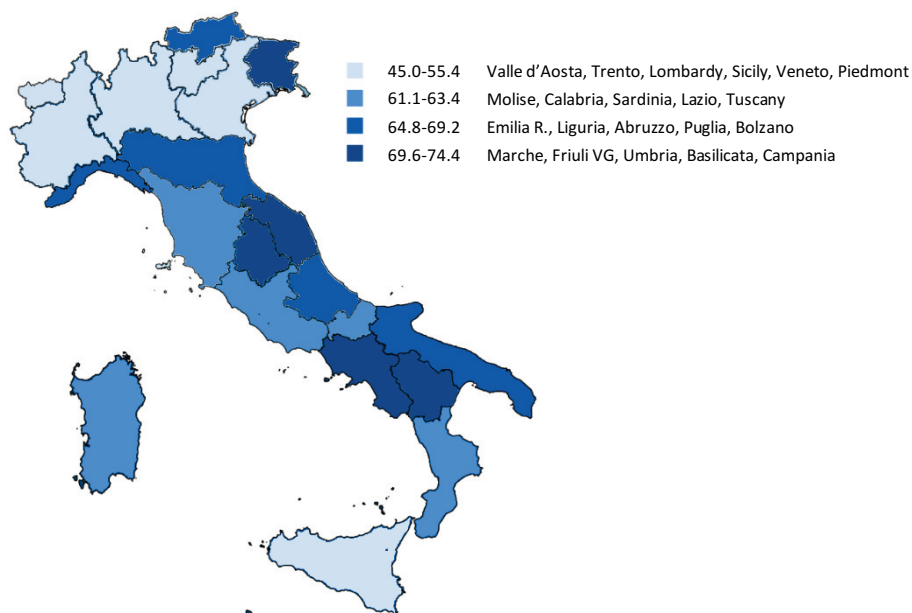 45.0-55.4 Valle d’Aosta, Trento, Lombardy, Sicily, Veneto, Piedmont
61.1-63.4 Molise, Calabria, Sardinia, Lazio, Tuscany
64.8-69.2 Emilia R., Liguria, Abruzzo, Puglia, Bolzano
69.6-74.4 Marche, Friuli VG, Umbria, Basilicata, Campania